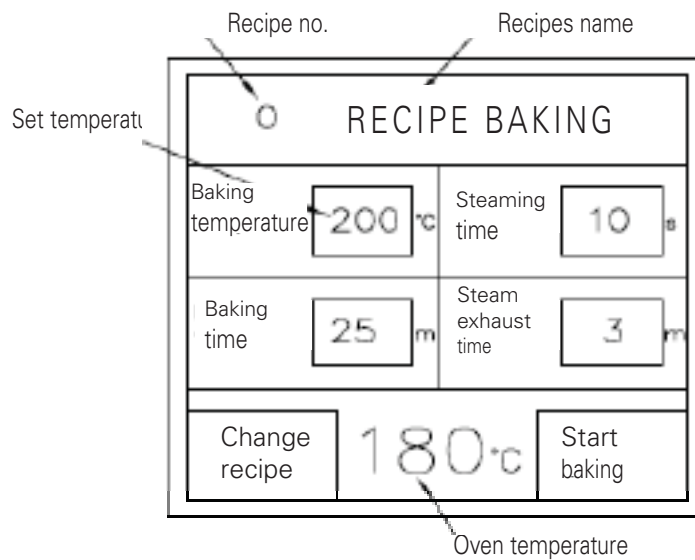 Recipe no. Recipes name
0 RECIPE BAKING
Set temperatu
Baking
temperature 200 °C
Steaming
time 10 s
Baking
time 25 m
Steam
exhaust
time 3 m
Change
recipe
180 °C
Start
baking
Oven temperature